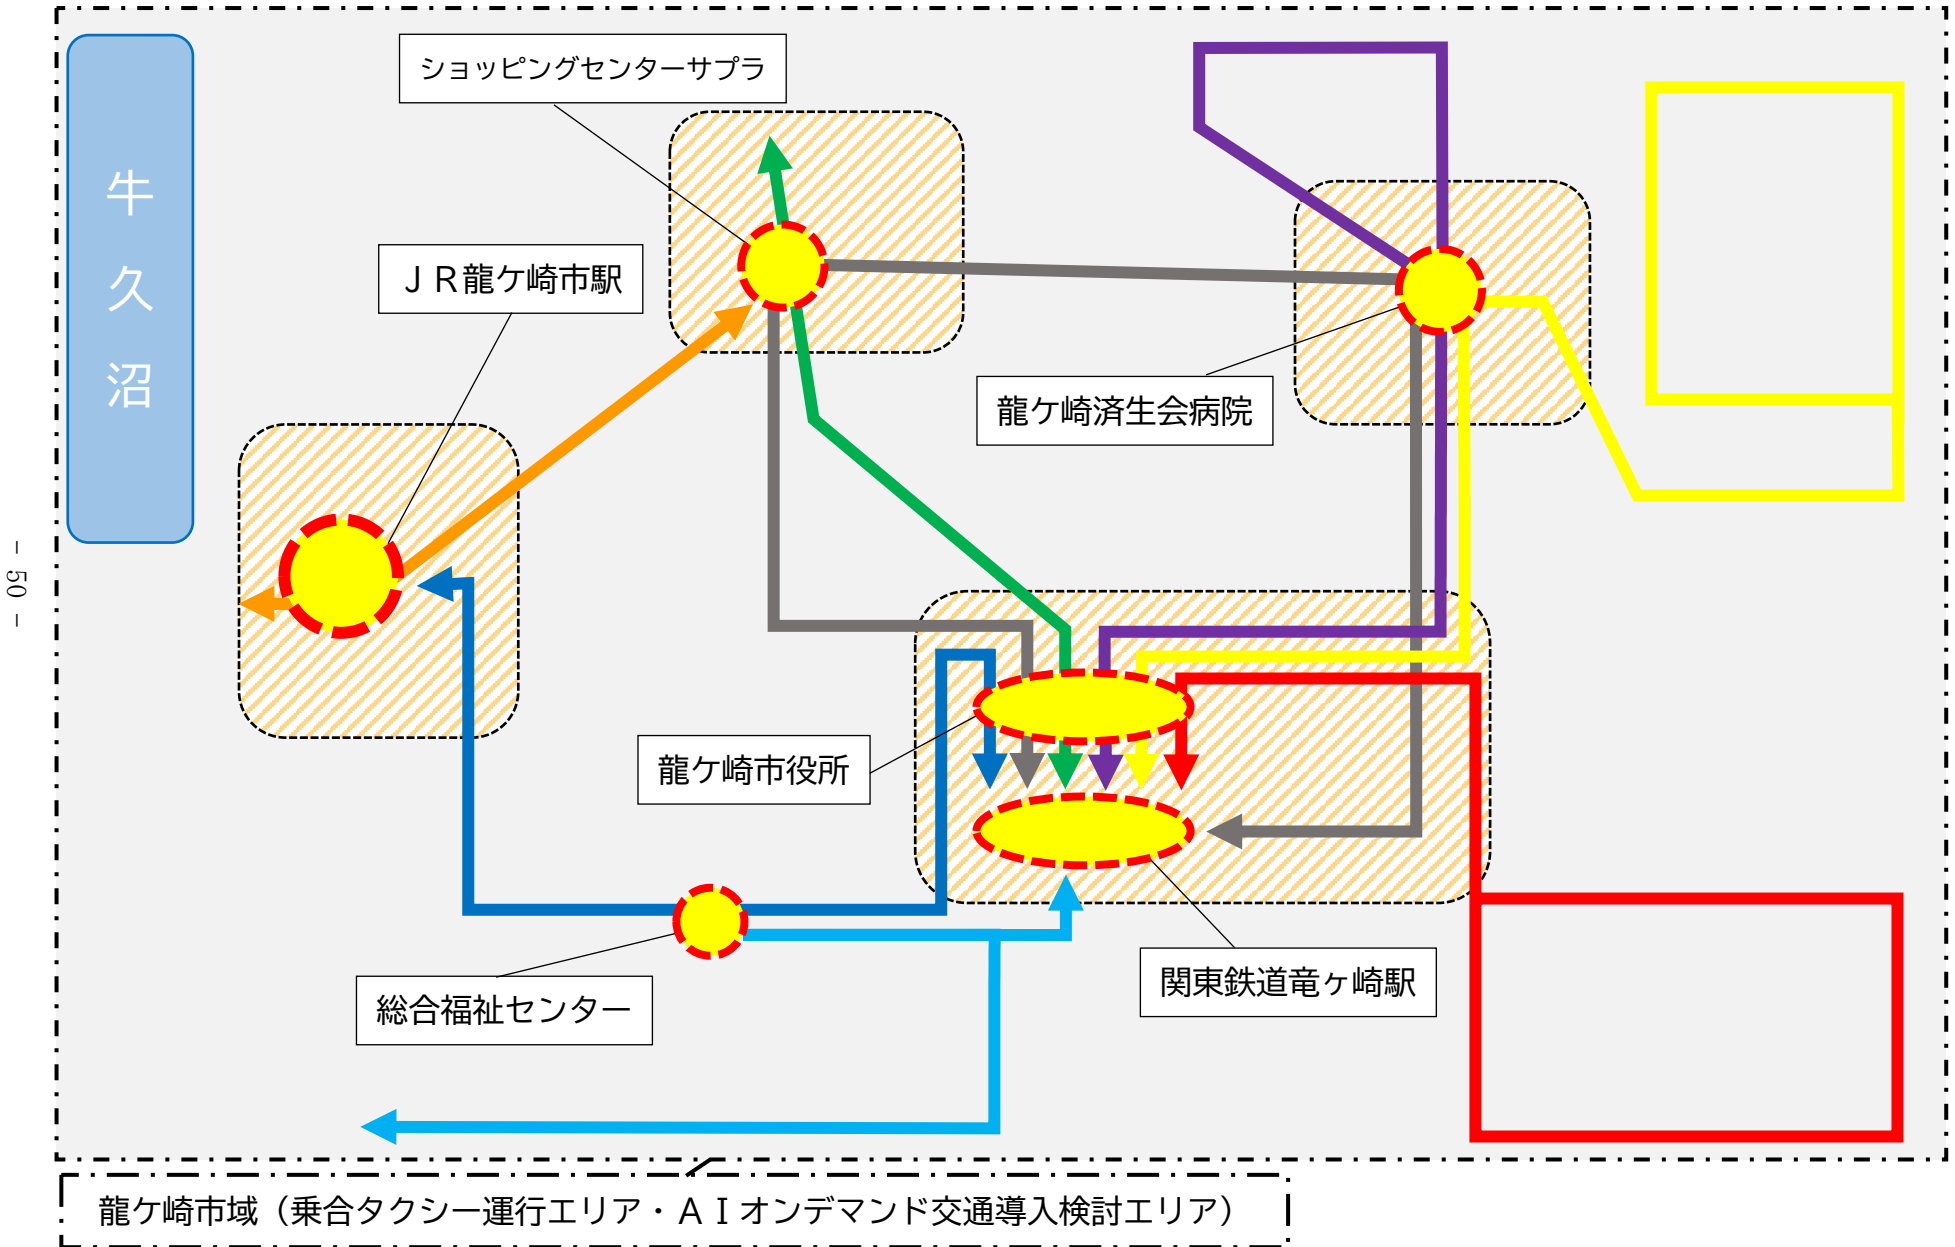 ショッピングセンターサプラ
牛久沼
ＪＲ龍ケ崎市駅
龍ケ崎済生会病院
龍ケ崎市役所
関東鉄道竜ヶ崎駅
総合福祉センター
龍ケ崎市域（乗合タクシー運行エリア・ＡＩオンデマンド交通導入検討エリア）
- 50 -